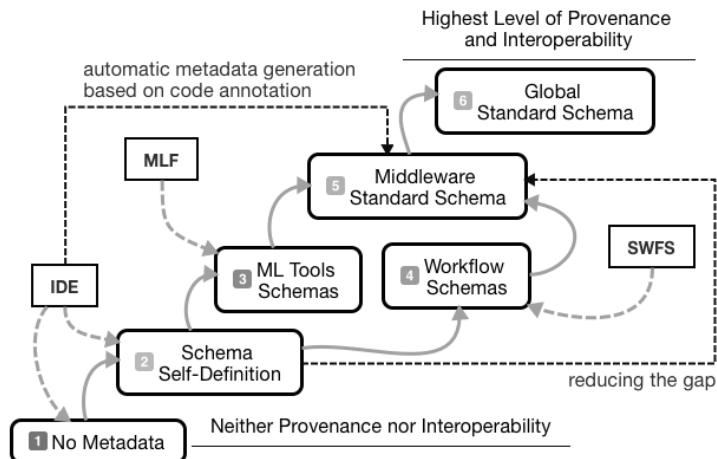 Highest Level of Provenance
and Interoperability
automatic metadata generation
based on code annotation
6 Global
Standard Schema
MLF
5 Middleware
Standard Schema
SWFS
IDE
3 ML Tools
Schemas
4 Workflow
Schemas
2 Schema
Self-Definition
reducing the gap
1 No Metadata
Neither Provenance nor Interoperability